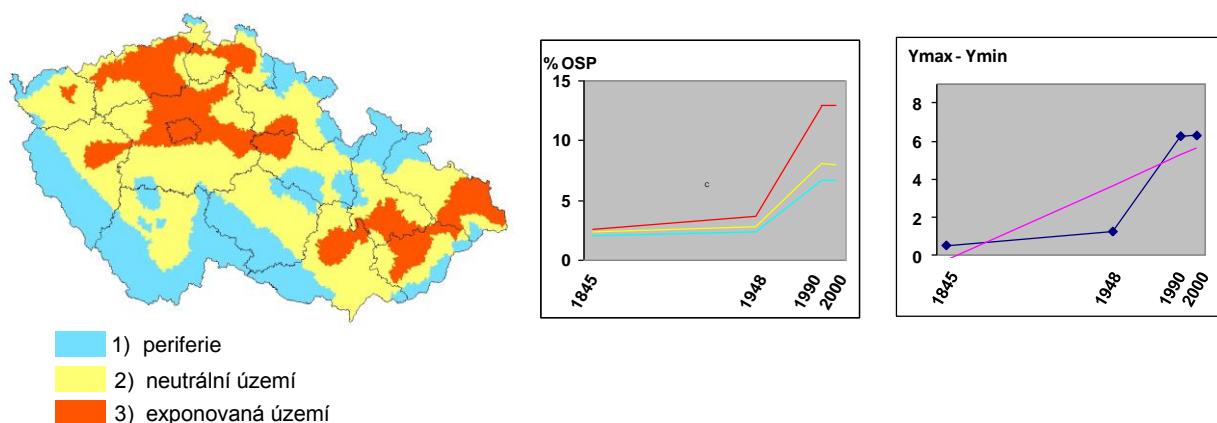 1) periferie
2) neutrální území
3) exponovaná území
% OSP
15
10
5
0
c
1845
1948
1990
2000
Ymax - Ymin
8
6
4
2
0
1845
1948
1990
2000